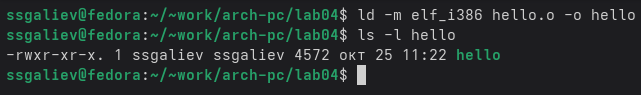 ssgaliev@fedora:~/~work/arch-pc/lab04$ ld -m elf_i386 hello.o -o hello
ssgaliev@fedora:~/~work/arch-pc/lab04$ ls -l hello
-rwxr-xr-x. 1 ssgaliev ssgaliev 4572 окт 25 11:22 hello
ssgaliev@fedora:~/~work/arch-pc/lab04$